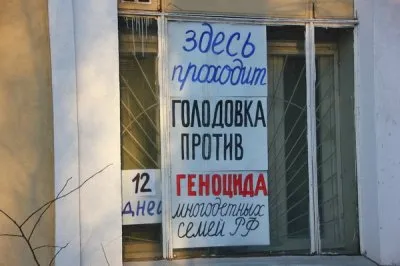 здесь
проходит
ГОЛОДОВКА
ПРОТИВ
ГЕНОЦИДА
многодетных
семей РФ
12
дней